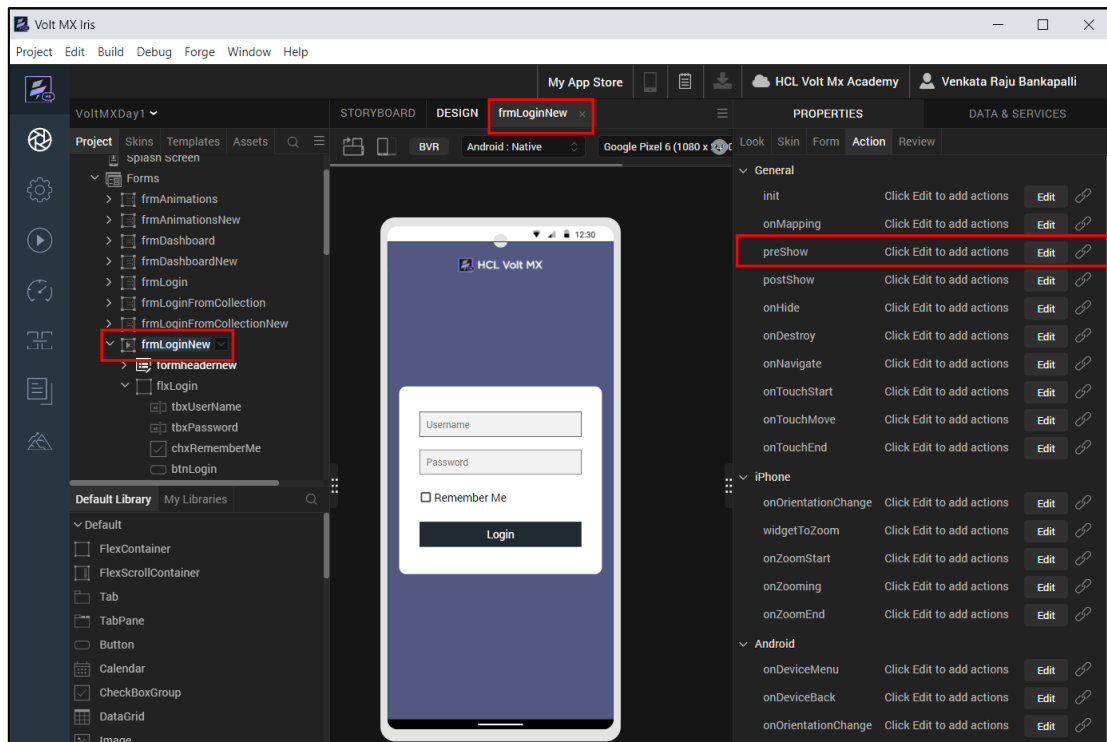 Volt MX Iris
Project Edit Build Debug Forge Window Help
My App Store HCL Volt Mx Academy Venkata Raju Bankapalli
VoltMXDay1 STORYBOARD DESIGN frmLoginNew × PROPERTIES DATA & SERVICES
Project Skins Templates Assets BVR Android : Native Google Pixel 6 (1080 x Look Skin Form Action Review
Splash Screen
Forms
frmAnimations
frmAnimationsNew
frmDashboard
frmDashboardNew
frmLogin
frmLoginFromCollection
frmLoginFromCollectionNew
frmLoginNew
formheadernew
flxLogin
tbxUserName
tbxPassword
chxRememberMe
btnLogin
Default Library My Libraries
Default
FlexContainer
FlexScrollContainer
Tab
TabPane
Button
Calendar
CheckBoxGroup
DataGrid
Image
12:30
HCL Volt MX
Username
Password
Remember Me
Login
General
init Click Edit to add actions Edit
onMapping Click Edit to add actions Edit
preShow Click Edit to add actions Edit
postShow Click Edit to add actions Edit
onHide Click Edit to add actions Edit
onDestroy Click Edit to add actions Edit
onNavigate Click Edit to add actions Edit
onTouchStart Click Edit to add actions Edit
onTouchMove Click Edit to add actions Edit
onTouchEnd Click Edit to add actions Edit
iPhone
onOrientationChange Click Edit to add actions Edit
widgetToZoom Click Edit to add actions Edit
onZoomStart Click Edit to add actions Edit
onZooming Click Edit to add actions Edit
onZoomEnd Click Edit to add actions Edit
Android
onDeviceMenu Click Edit to add actions Edit
onDeviceBack Click Edit to add actions Edit
onOrientationChange Click Edit to add actions Edit